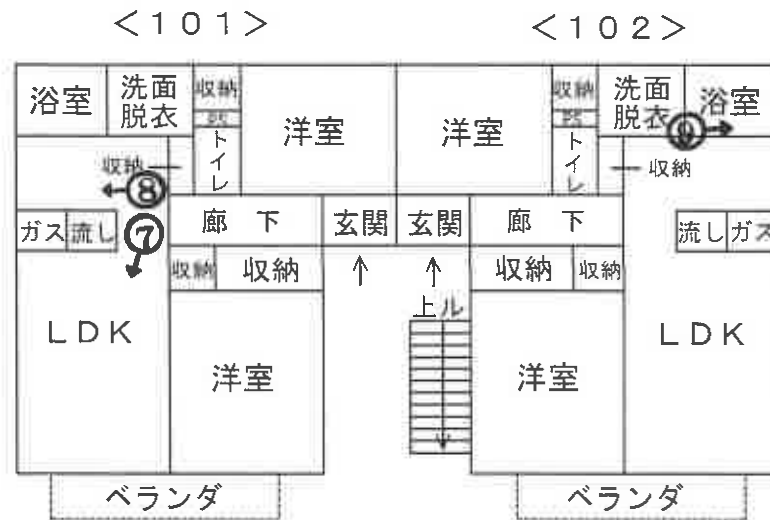 <101> <102>
浴室 洗面脱衣 収納 洋室 洋室 収納 洗面脱衣 浴室
トイレ トイレ
⑨
収納 収納
⑧
ガス 流し ⑦ 廊下 玄関 玄関 廊下 流し ガス
収納 収納 収納 収納
上ル
LDK LDK
洋室 洋室
ベランダ ベランダ